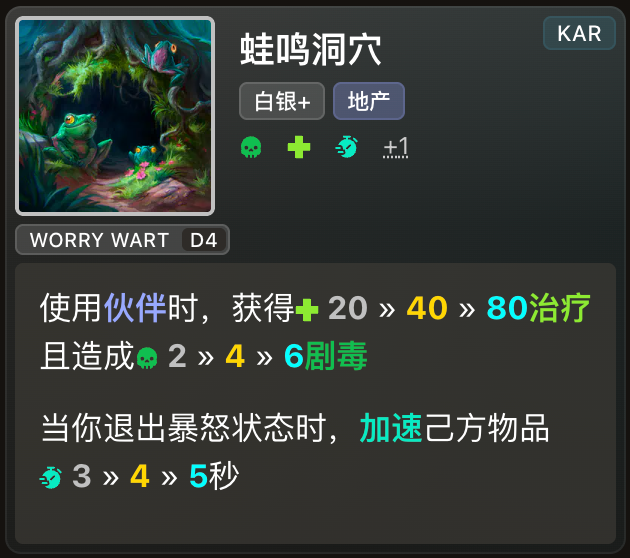 蛙鸣洞穴
KAR
白银+
地产
+1
WORRY WART D4
使用伙伴时，获得 20 » 40 » 80治疗
且造成 2 » 4 » 6剧毒
当你退出暴怒状态时，加速己方物品
3 » 4 » 5秒